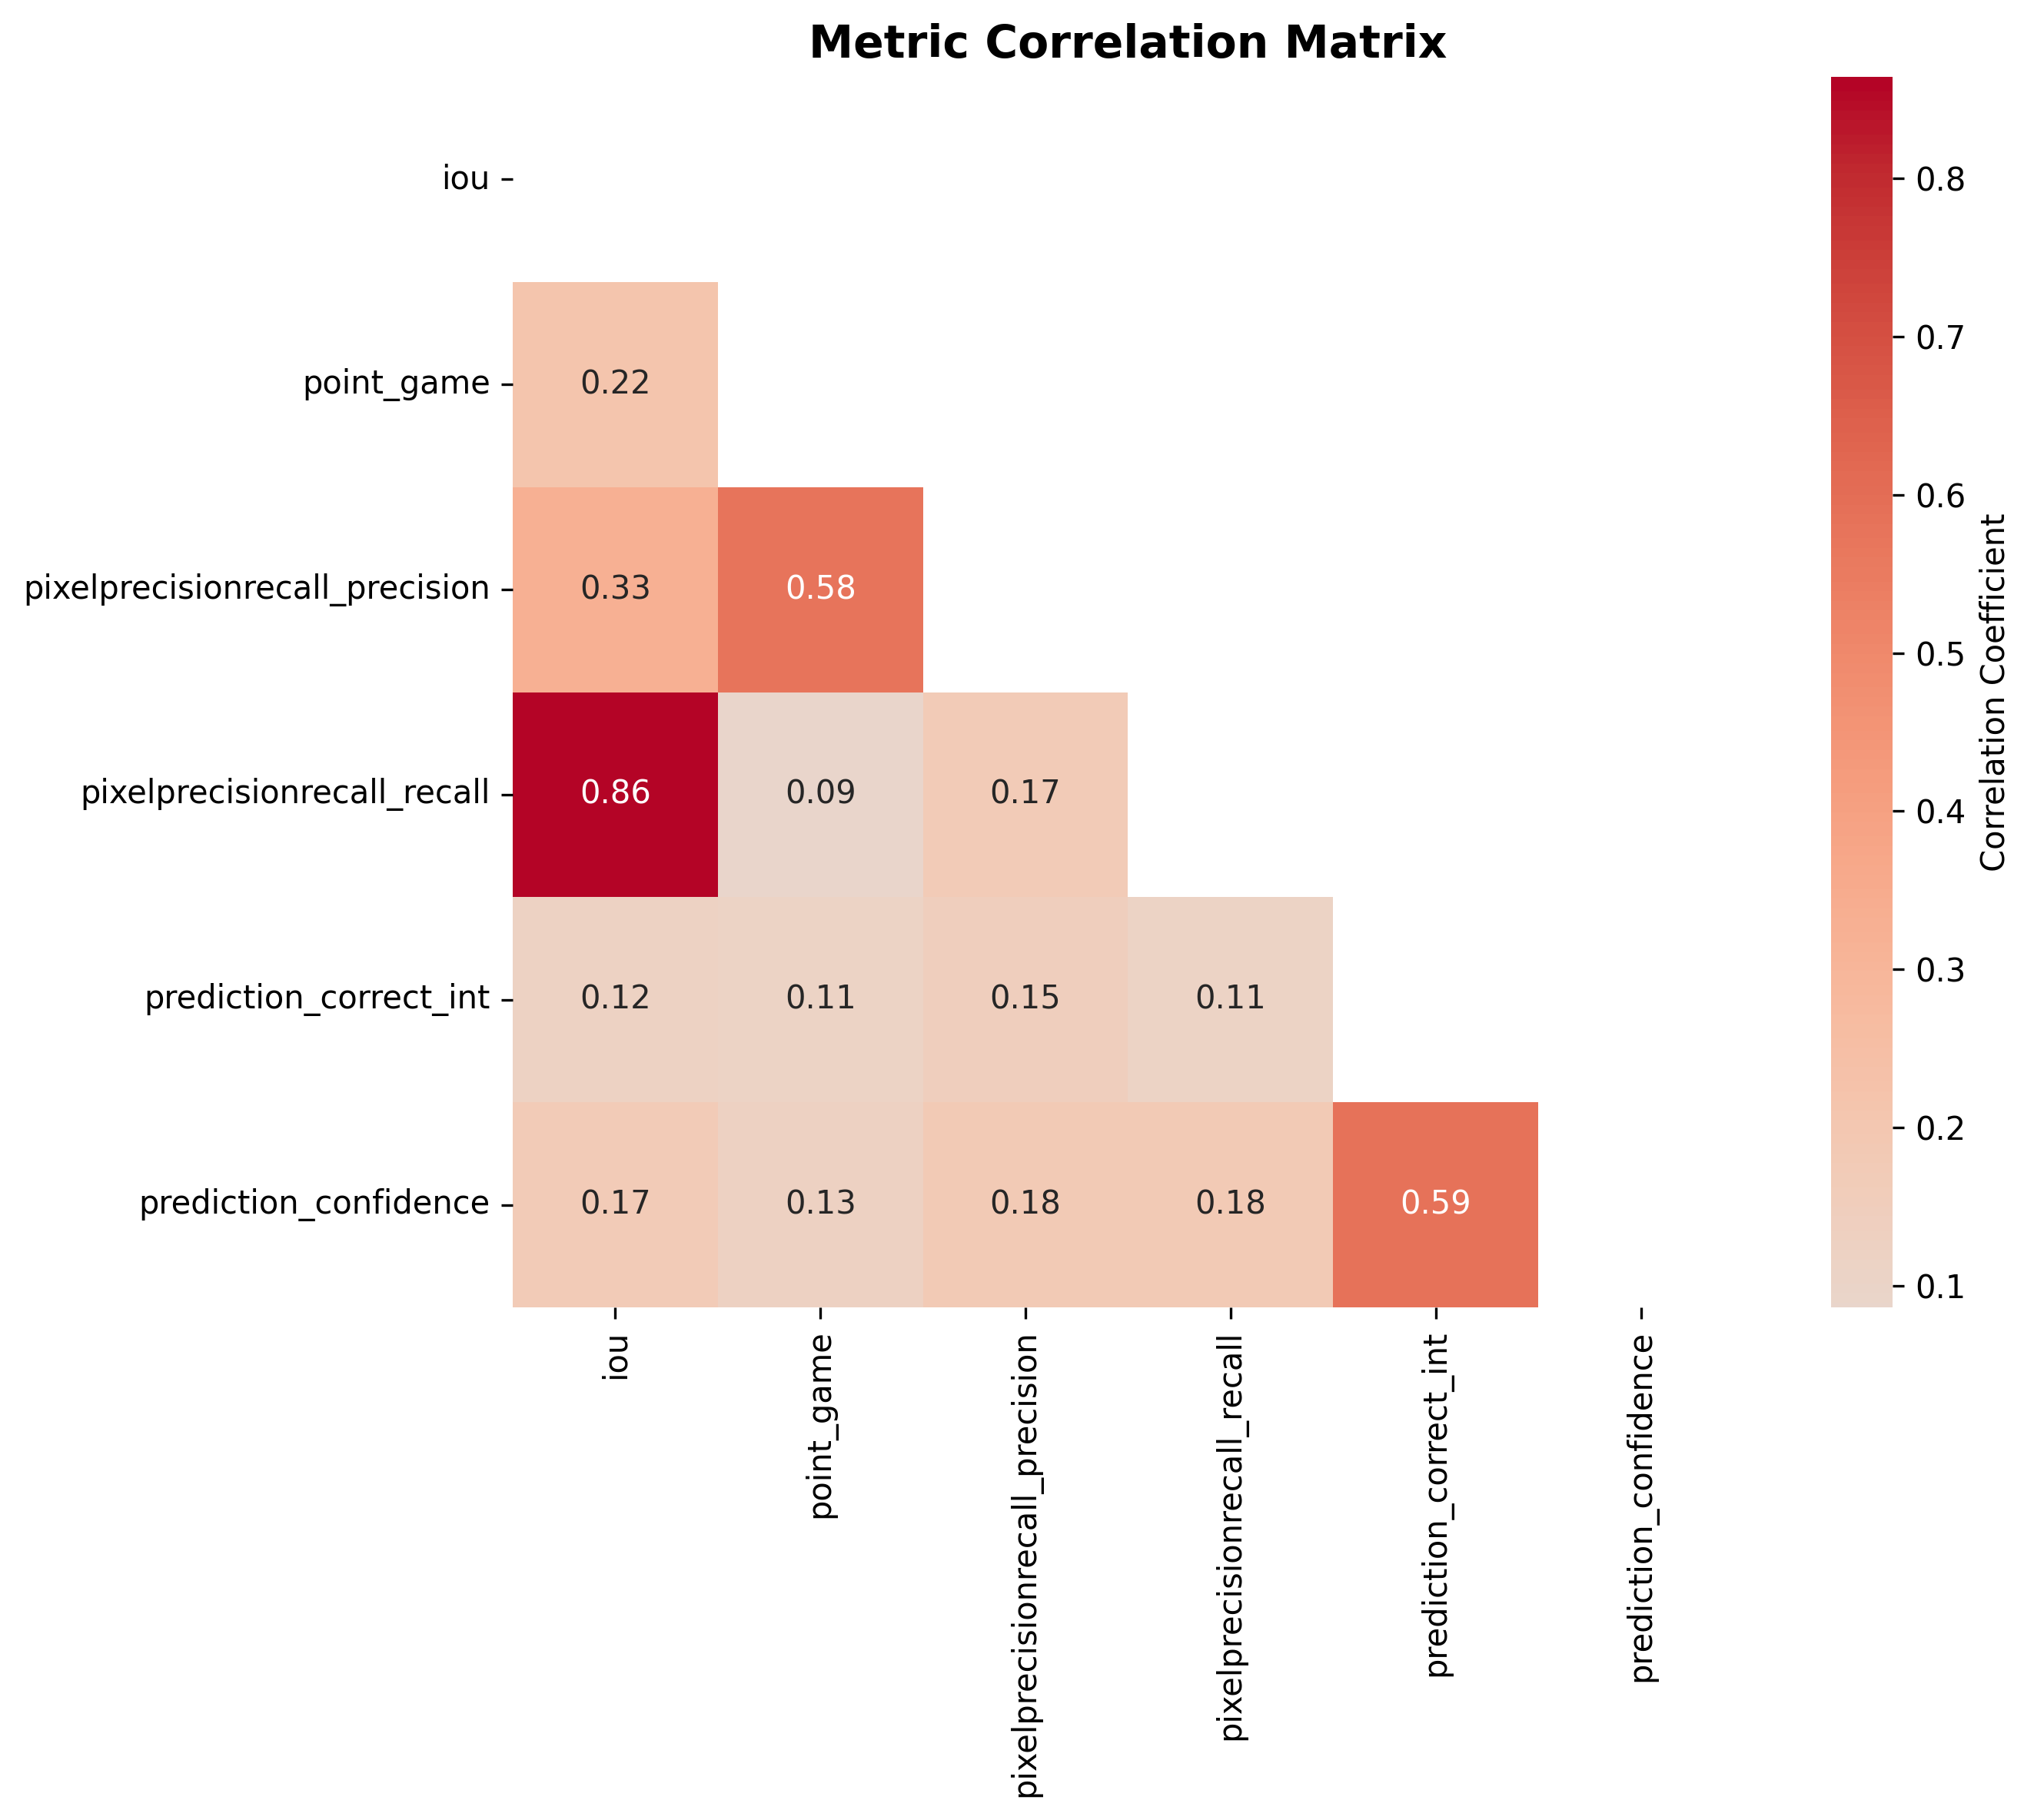 Metric Correlation Matrix
iou
point_game
0.22
pixelprecisionrecall_precision
0.33
0.58
pixelprecisionrecall_recall
0.86
0.09
0.17
prediction_correct_int
0.12
0.11
0.15
0.11
prediction_confidence
0.17
0.13
0.18
0.18
0.59
iou
point_game
pixelprecisionrecall_precision
pixelprecisionrecall_recall
prediction_correct_int
prediction_confidence
0.8
0.7
0.6
0.5
0.4
0.3
0.2
0.1
Correlation Coefficient